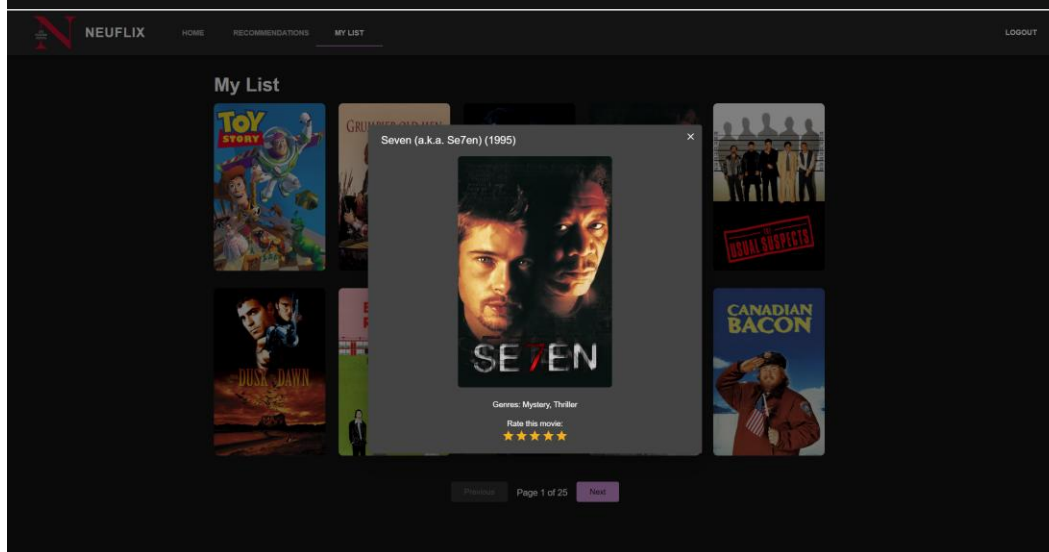 NEUFLIX
HOME
RECOMMENDATIONS
MY LIST
LOGOUT
My List
TOY
STORY
GRUMPIER OLD MEN
Seven (a.k.a. Se7en) (1995)
×
SE7EN
Genres: Mystery, Thriller
Rate this movie:
THE
USUAL SUSPECTS
DUSK DAWN
CANADIAN
BACON
Previous
Page 1 of 25
Next